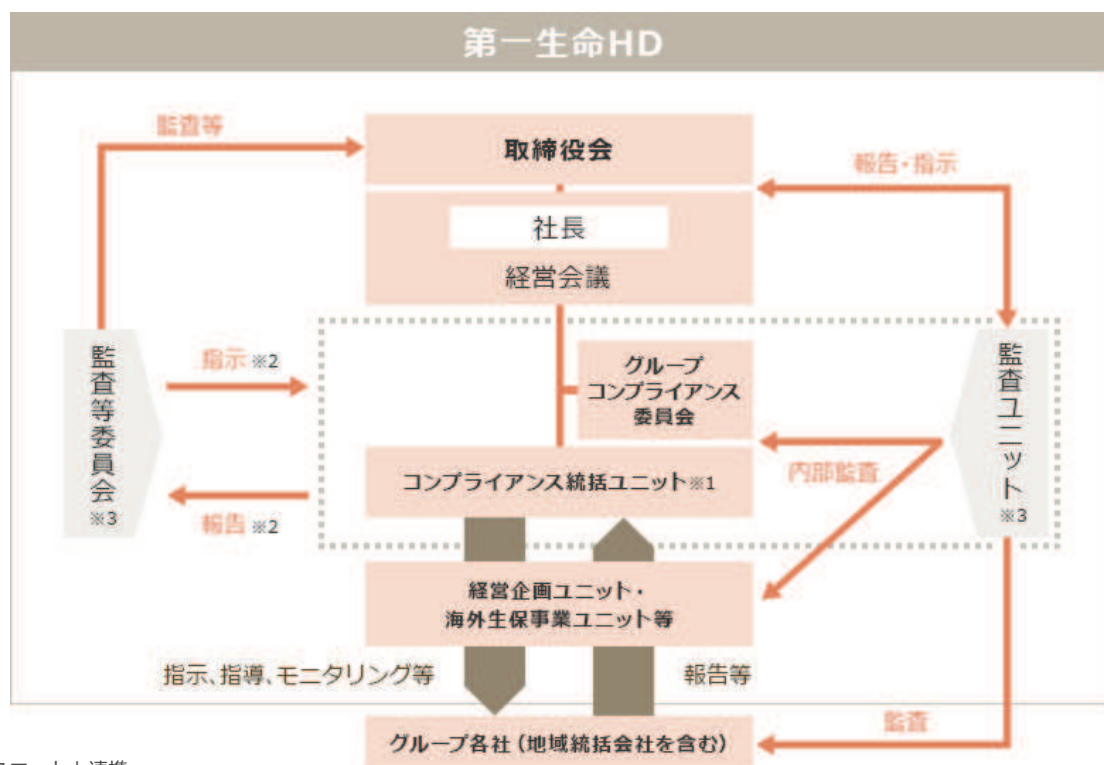 第一生命HD
監査等
取締役会
報告・指示
社長
経営会議
監査等委員会
※3
指示 ※2
グループ
コンプライアンス
委員会
監査ユニット
※3
コンプライアンス統括ユニット※1
内部監査
報告 ※2
経営企画ユニット・
海外生保事業ユニット等
指示、指導、モニタリング等
報告等
監査
グループ各社（地域統括会社を含む）